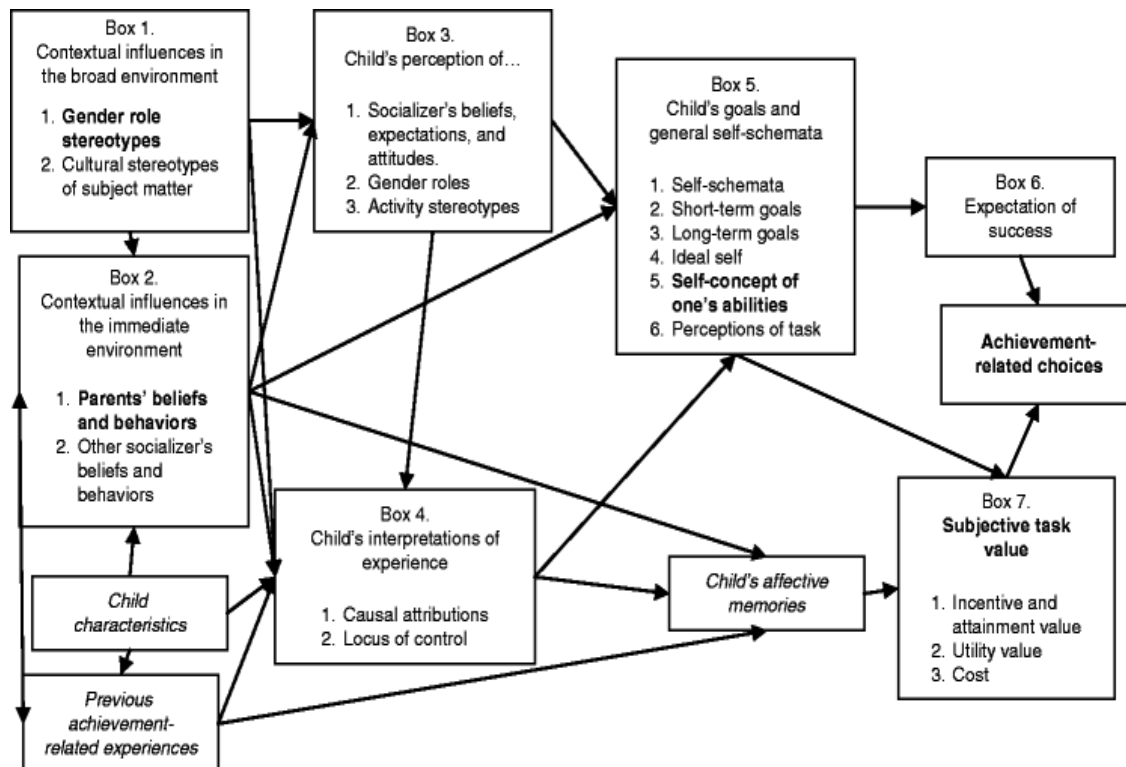 Box 1.
Contextual influences in
the broad environment
1. Gender role
stereotypes
2. Cultural stereotypes
of subject matter
Box 2.
Contextual influences in
the immediate
environment
1. Parents' beliefs
and behaviors
2. Other socializer's
beliefs and
behaviors
Child
characteristics
Previous
achievement-
related experiences
Box 3.
Child's perception of…
1. Socializer's beliefs,
expectations, and
attitudes.
2. Gender roles
3. Activity stereotypes
Box 4.
Child's interpretations of
experience
1. Causal attributions
2. Locus of control
Box 5.
Child's goals and
general self-schemata
1. Self-schemata
2. Short-term goals
3. Long-term goals
4. Ideal self
5. Self-concept of
one's abilities
6. Perceptions of task
Child's affective
memories
Box 6.
Expectation of
success
Achievement-
related choices
Box 7.
Subjective task
value
1. Incentive and
attainment value
2. Utility value
3. Cost